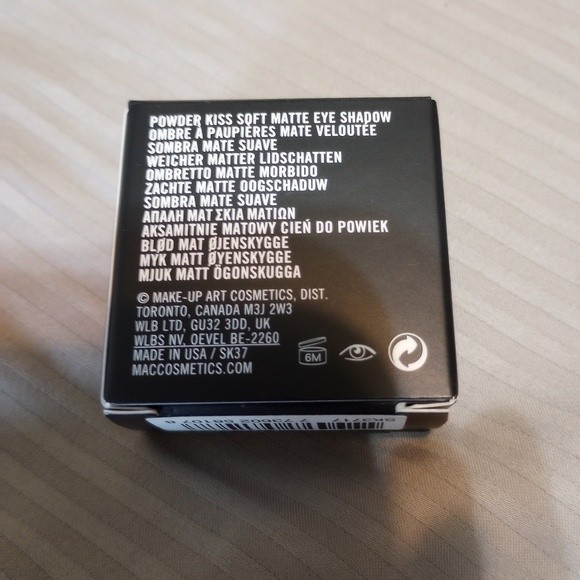 POWDER KISS SOFT MATTE EYE SHADOW
OMBRE À PAUPIÈRES MATE VELOUTÉE
SOMBRA MATE SUAVE
WEICHER MATTER LIDSCHATTEN
OMBRETTO MATTE MORBIDO
ZACHTE MATTE OOGSCHADUW
SOMBRA MATE SUAVE
ΑΠΑΛΗ ΜΑΤ ΣΚΙΑ ΜΑΤΙΩΝ
AKSAMITNIE MATOWY CIEŃ DO POWIEK
BLØD MAT ØJENSKYGGE
MYK MATT ØYENSKYGGE
MJUK MATT ÖGONSKUGGA
© MAKE-UP ART COSMETICS, DIST.
TORONTO, CANADA M3J 2W3
WLB LTD, GU32 3DD, UK
WLBS NV, OEVEL BE-2260
MADE IN USA / SK37
MACCOSMETICS.COM
6M
SK3717